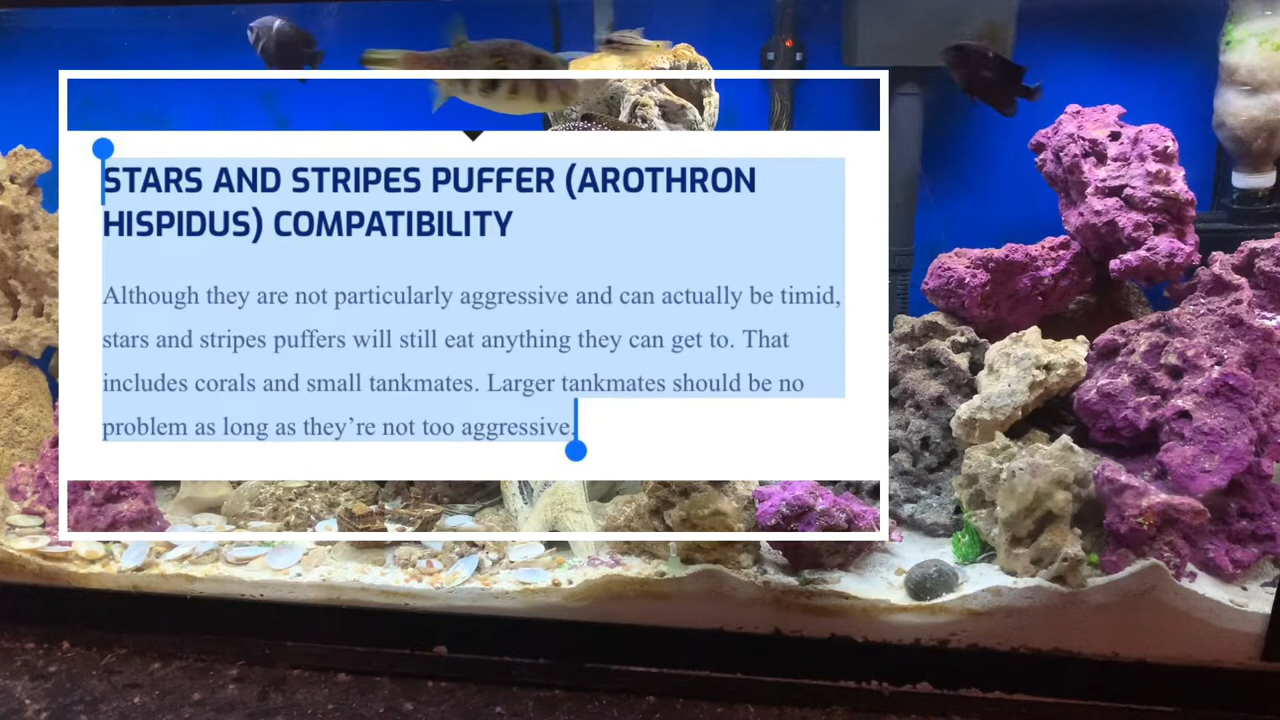 STARS AND STRIPES PUFFER (AROTHRON
HISPIDUS) COMPATIBILITY
Although they are not particularly aggressive and can actually be timid,
stars and stripes puffers will still eat anything they can get to. That
includes corals and small tankmates. Larger tankmates should be no
problem as long as they’re not too aggressive.